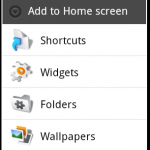 Add to Home screen
Shortcuts
Widgets
Folders
Wallpapers